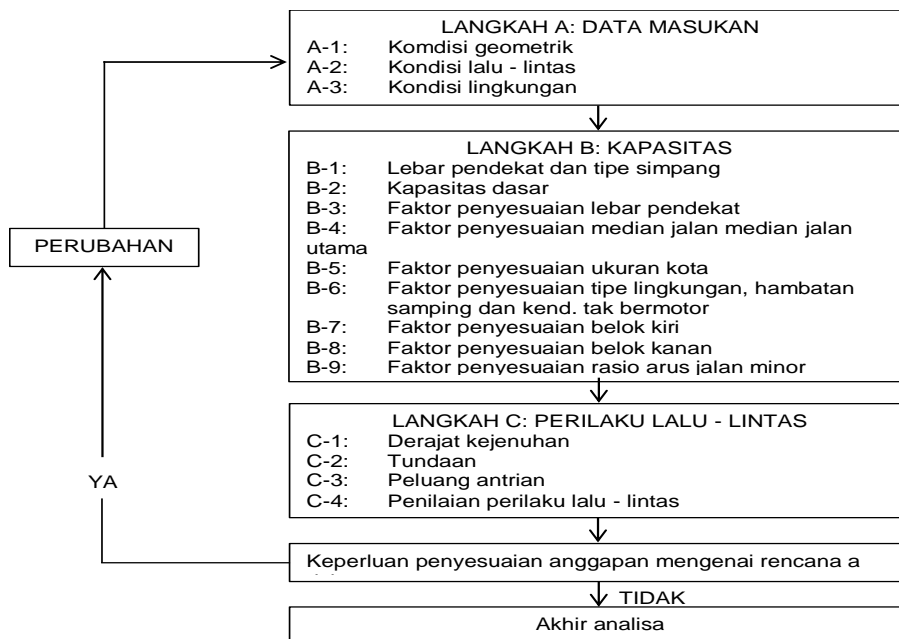 LANGKAH A: DATA MASUKAN
A-1: Komdisi geometrik
A-2: Kondisi lalu - lintas
A-3: Kondisi lingkungan
LANGKAH B: KAPASITAS
B-1: Lebar pendekat dan tipe simpang
B-2: Kapasitas dasar
B-3: Faktor penyesuaian lebar pendekat
B-4: Faktor penyesuaian median jalan median jalan
utama
B-5: Faktor penyesuaian ukuran kota
B-6: Faktor penyesuaian tipe lingkungan, hambatan
samping dan kend. tak bermotor
B-7: Faktor penyesuaian belok kiri
B-8: Faktor penyesuaian belok kanan
B-9: Faktor penyesuaian rasio arus jalan minor
PERUBAHAN
LANGKAH C: PERILAKU LALU - LINTAS
C-1: Derajat kejenuhan
C-2: Tundaan
C-3: Peluang antrian
C-4: Penilaian perilaku lalu - lintas
YA
Keperluan penyesuaian anggapan mengenai rencana a
TIDAK
Akhir analisa